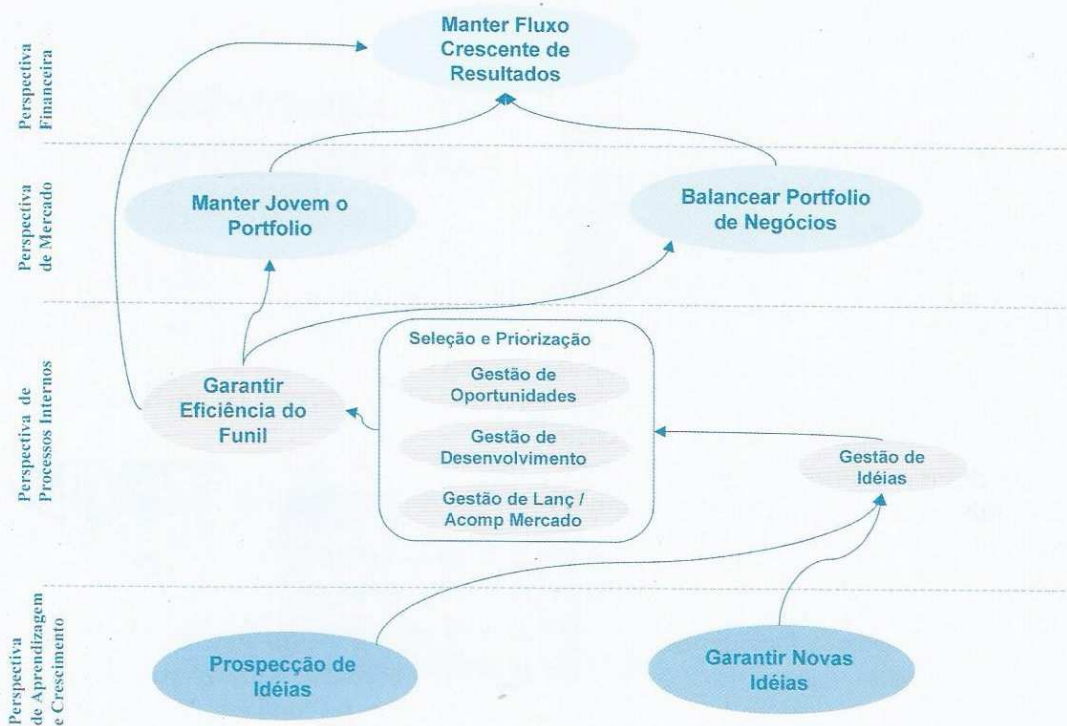 Perspectiva
Financeira
Manter Fluxo
Crescente de
Resultados
Perspectiva
de Mercado
Manter Jovem o
Portfolio
Balancear Portfolio
de Negócios
Perspectiva de
Processos Internos
Garantir
Eficiência do
Funil
Seleção e Priorização
Gestão de
Oportunidades
Gestão de
Desenvolvimento
Gestão de Lanç /
Acomp Mercado
Gestão de
Idéias
Perspectiva
de Aprendizagem
e Crescimento
Prospecção de
Idéias
Garantir Novas
Idéias